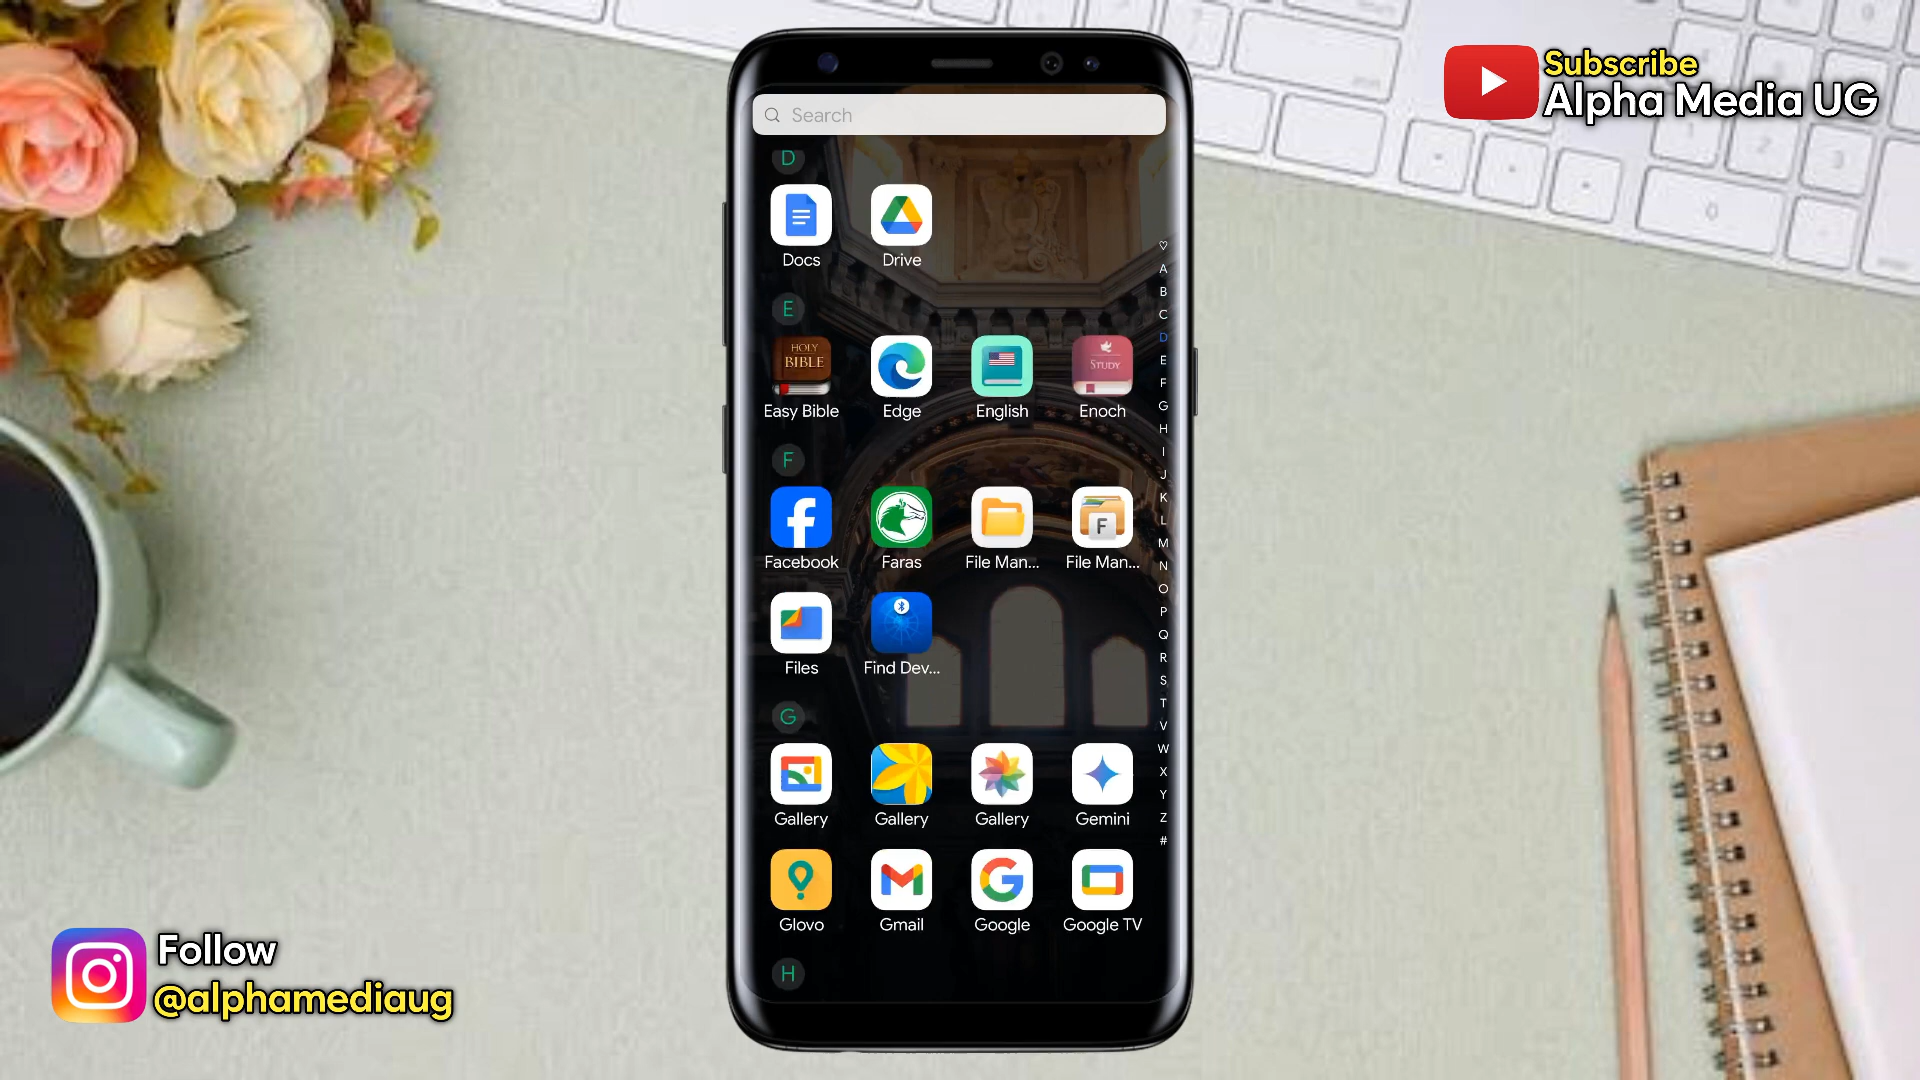 Subscribe
Alpha Media UG
Search
D
Docs
Drive
E
HOLY
BIBLE
STUDY
Easy Bible
Edge
English
Enoch
F
F
Facebook
Faras
File Man...
File Man...
Files
Find Dev...
G
Gallery
Gallery
Gallery
Gemini
Glovo
Gmail
Google
Google TV
H
A
B
C
D
E
F
G
H
I
J
K
L
M
N
O
P
Q
R
S
T
V
W
X
Y
Z
#
Follow
@alphamediaug